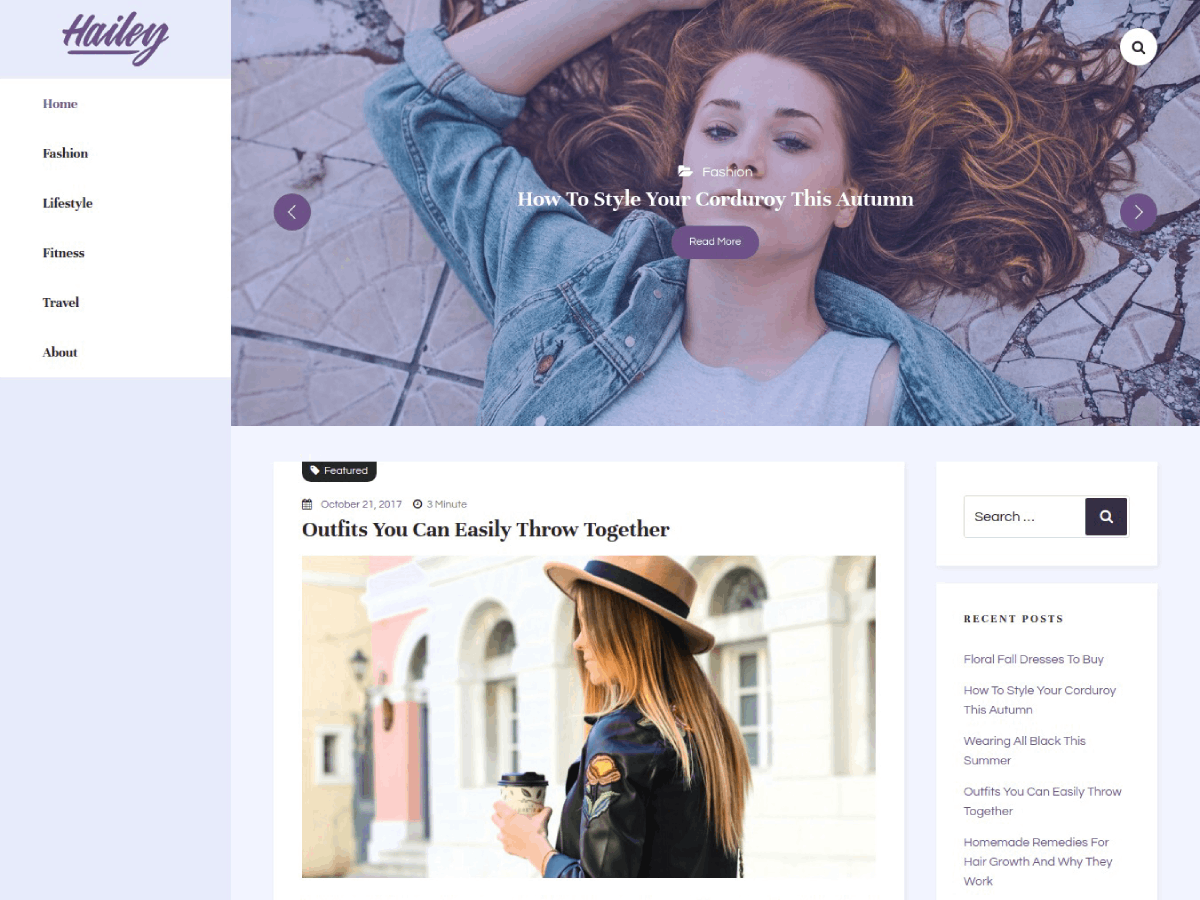 Hailey
Home
Fashion
Lifestyle
Fitness
Travel
About
Fashion
How To Style Your Corduroy This Autumn
Read More
Featured
October 21, 2017 3 Minute
Outfits You Can Easily Throw Together
Search ...
RECENT POSTS
Floral Fall Dresses To Buy
How To Style Your Corduroy
This Autumn
Wearing All Black This
Summer
Outfits You Can Easily Throw
Together
Homemade Remedies For
Hair Growth And Why They
Work